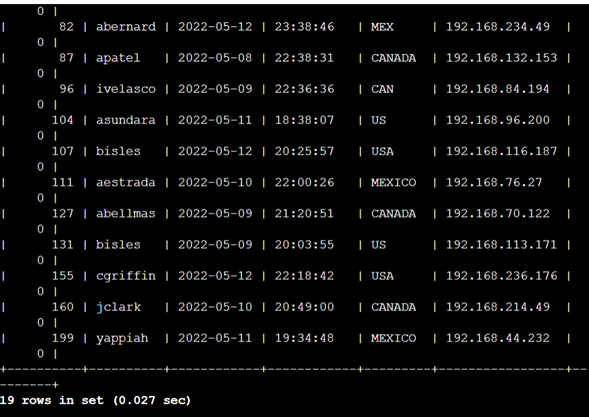 0 |
|       82 | abernard | 2022-05-12 | 23:38:46   | MEX     | 192.168.234.49  |
     0 |
|       87 | apatel   | 2022-05-08 | 22:38:31   | CANADA  | 192.168.132.153 |
     0 |
|       96 | ivelasco | 2022-05-09 | 22:36:36   | CAN     | 192.168.84.194  |
     0 |
|      104 | asundara | 2022-05-11 | 18:38:07   | US      | 192.168.96.200  |
     0 |
|      107 | bisles   | 2022-05-12 | 20:25:57   | USA     | 192.168.116.187 |
     0 |
|      111 | aestrada | 2022-05-10 | 22:00:26   | MEXICO  | 192.168.76.27   |
     0 |
|      127 | abellmas | 2022-05-09 | 21:20:51   | CANADA  | 192.168.70.122  |
     0 |
|      131 | bisles   | 2022-05-09 | 20:03:55   | US      | 192.168.113.171 |
     0 |
|      155 | cgriffin | 2022-05-12 | 22:18:42   | USA     | 192.168.236.176 |
     0 |
|      160 | jclark   | 2022-05-10 | 20:49:00   | CANADA  | 192.168.214.49  |
     0 |
|      199 | yappiah  | 2022-05-11 | 19:34:48   | MEXICO  | 192.168.44.232  |
     0 |
+----------+----------+------------+------------+---------+-----------------+--
-------+
19 rows in set (0.027 sec)